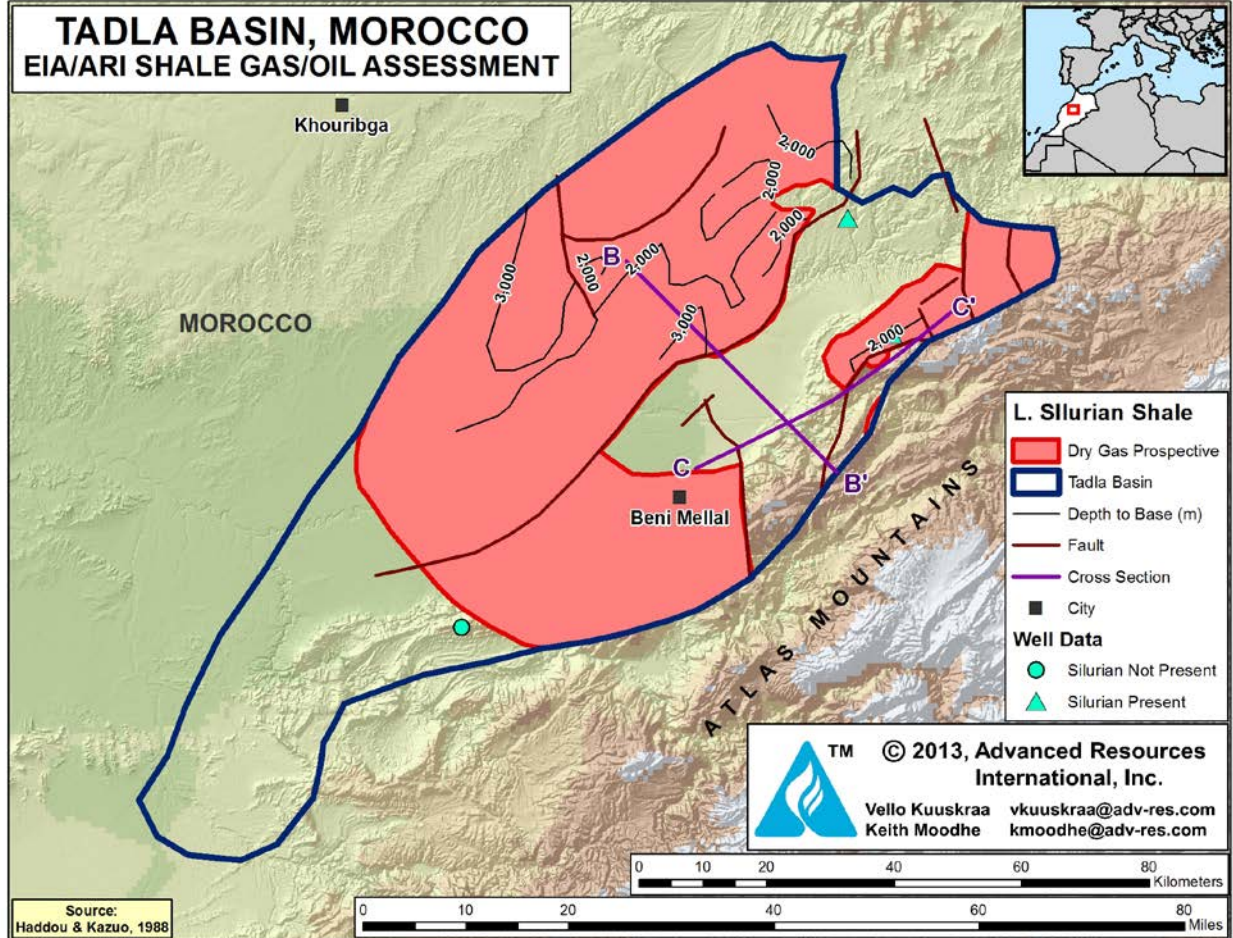 TADLA BASIN, MOROCCO
EIA/ARI SHALE GAS/OIL ASSESSMENT
Khouribga
MOROCCO
2,000
2,000
2,000
3,000
B
2,000
2,000
3,000
C'
2,000
C
B'
Beni Mellal
ATLAS MOUNTAINS
L. SIlurian Shale
Dry Gas Prospective
Tadla Basin
Depth to Base (m)
Fault
Cross Section
City
Well Data
Silurian Not Present
Silurian Present
TM
© 2013, Advanced Resources
International, Inc.
Vello Kuuskraa vkuuskraa@adv-res.com
Keith Moodhe kmoodhe@adv-res.com
0 10 20 40 60 80
Kilometers
0 10 20 40 60 80
Miles
Source:
Haddou & Kazuo, 1988